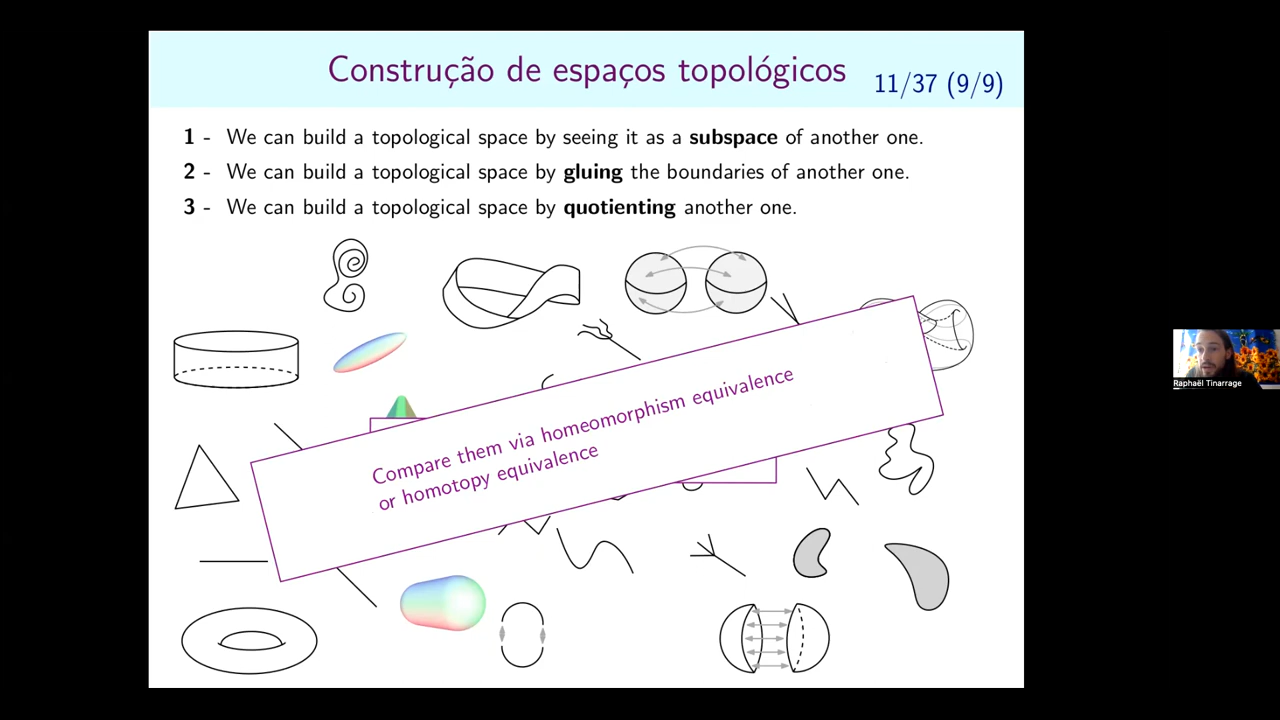 Construção de espaços topológicos
11/37 (9/9)
1 - We can build a topological space by seeing it as a subspace of another one.
2 - We can build a topological space by gluing the boundaries of another one.
3 - We can build a topological space by quotienting another one.
Compare them via homeomorphism equivalence
or homotopy equivalence
Raphaël Tinarrage